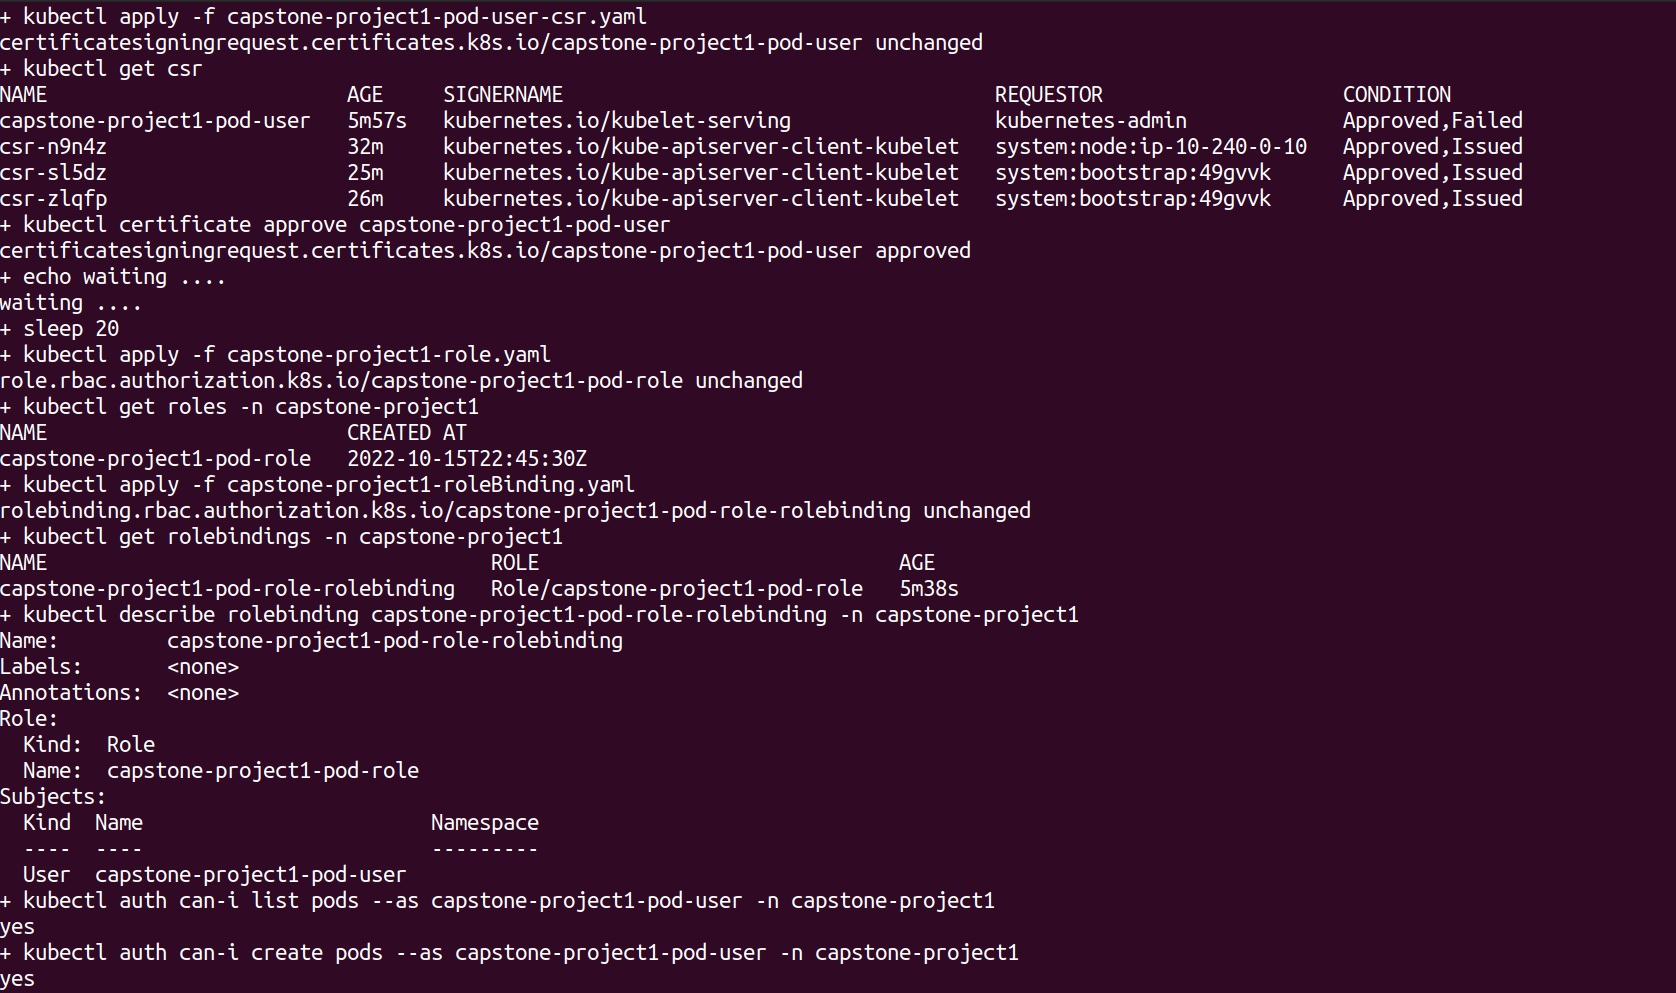 + kubectl apply -f capstone-project1-pod-user-csr.yaml
certificatesigningrequest.certificates.k8s.io/capstone-project1-pod-user unchanged
+ kubectl get csr
NAME                         AGE     SIGNERNAME                                    REQUESTOR                    CONDITION
capstone-project1-pod-user   5m57s   kubernetes.io/kubelet-serving                 kubernetes-admin             Approved,Failed
csr-n9n4z                    32m     kubernetes.io/kube-apiserver-client-kubelet   system:node:ip-10-240-0-10   Approved,Issued
csr-sl5dz                    25m     kubernetes.io/kube-apiserver-client-kubelet   system:bootstrap:49gvvk      Approved,Issued
csr-zlqfp                    26m     kubernetes.io/kube-apiserver-client-kubelet   system:bootstrap:49gvvk      Approved,Issued
+ kubectl certificate approve capstone-project1-pod-user
certificatesigningrequest.certificates.k8s.io/capstone-project1-pod-user approved
+ echo waiting ....
waiting ....
+ sleep 20
+ kubectl apply -f capstone-project1-role.yaml
role.rbac.authorization.k8s.io/capstone-project1-pod-role unchanged
+ kubectl get roles -n capstone-project1
NAME                         CREATED AT
capstone-project1-pod-role   2022-10-15T22:45:30Z
+ kubectl apply -f capstone-project1-roleBinding.yaml
rolebinding.rbac.authorization.k8s.io/capstone-project1-pod-role-rolebinding unchanged
+ kubectl get rolebindings -n capstone-project1
NAME                                     ROLE                              AGE
capstone-project1-pod-role-rolebinding   Role/capstone-project1-pod-role   5m38s
+ kubectl describe rolebinding capstone-project1-pod-role-rolebinding -n capstone-project1
Name:         capstone-project1-pod-role-rolebinding
Labels:       <none>
Annotations:  <none>
Role:
  Kind:  Role
  Name:  capstone-project1-pod-role
Subjects:
  Kind  Name                        Namespace
  ----  ----                        ---------
  User  capstone-project1-pod-user
+ kubectl auth can-i list pods --as capstone-project1-pod-user -n capstone-project1
yes
+ kubectl auth can-i create pods --as capstone-project1-pod-user -n capstone-project1
yes